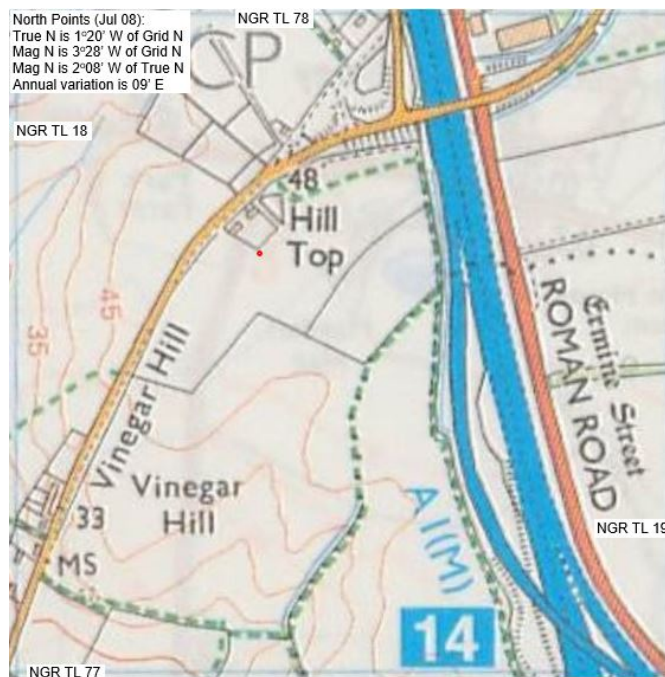 North Points (Jul 08):
True N is 1°20' W of Grid N
Mag N is 3°28' W of Grid N
Mag N is 2°08' W of True N
Annual variation is 09' E
NGR TL 78
CP
NGR TL 18
48
Hill
Top
45
35
Ermine Street
ROMAN ROAD
Vinegar Hill
Vinegar
Hill
33
A1(M)
NGR TL 19
MS
14
NGR TL 77